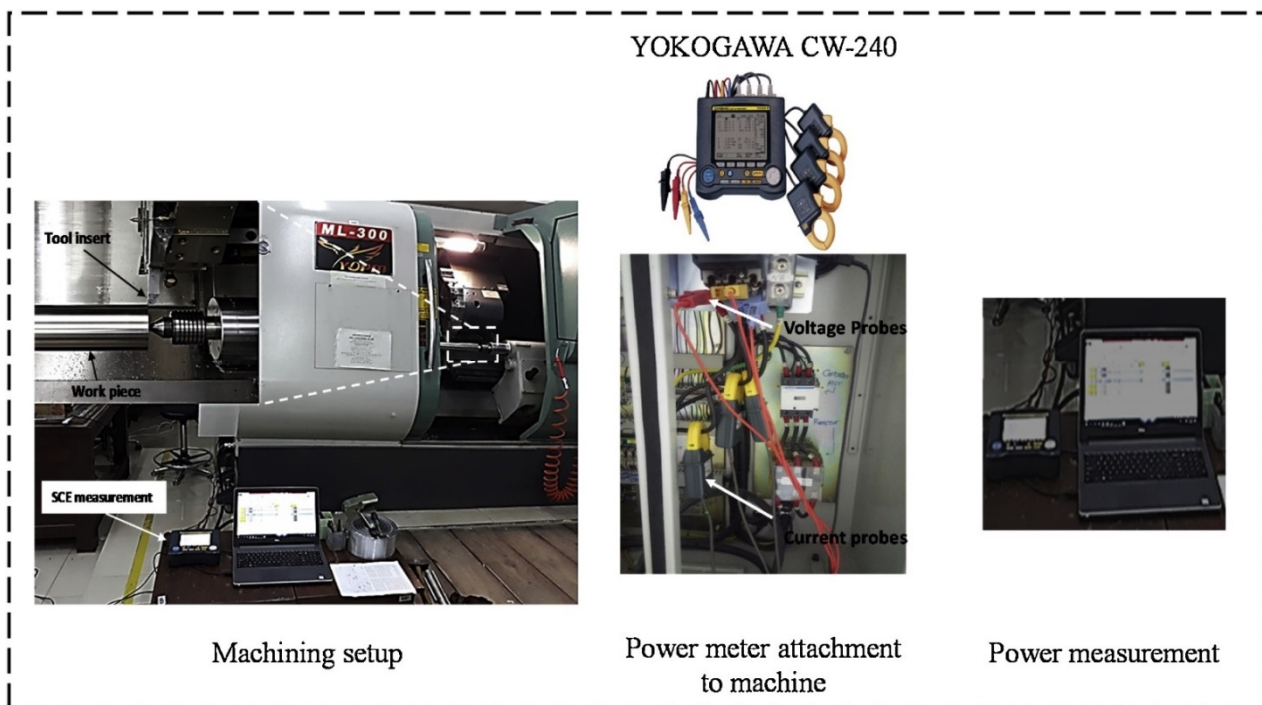 YOKOGAWA CW-240
Tool insert
ML-300
Work piece
SCE measurement
Voltage Probes
Current probes
Machining setup
Power meter attachment
to machine
Power measurement